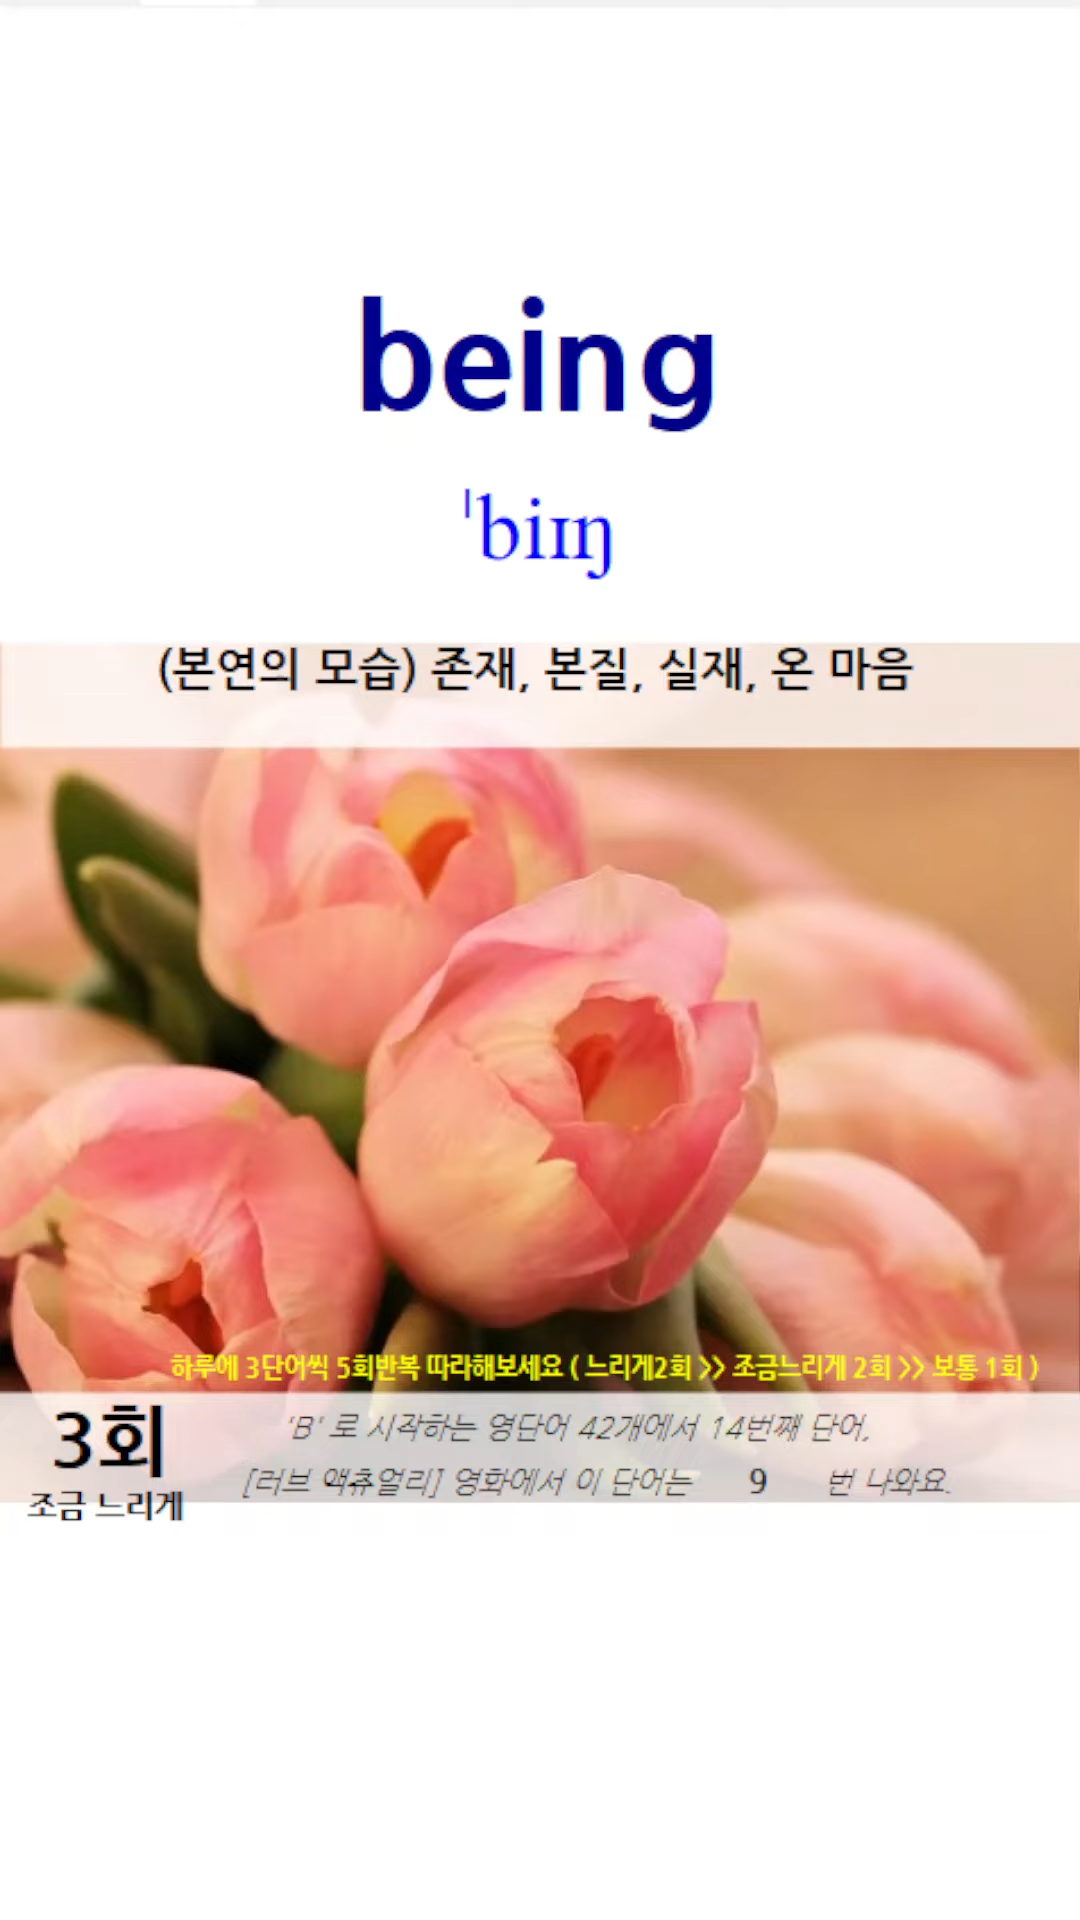 being
ˈbiɪŋ
(본연의 모습) 존재, 본질, 실재, 온 마음
하루에 3단어씩 5회반복 따라해보세요 ( 느리게2회 >> 조금느리게 2회 >> 보통 1회 )
3회
조금 느리게
'B' 로 시작하는 영단어 42개에서 14번째 단어,
[러브 액츄얼리] 영화에서 이 단어는 9 번 나와요.